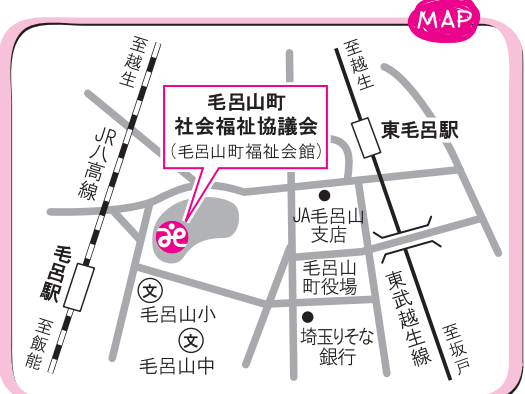 MAP
至越生
至越生
毛呂山町
社会福祉協議会
（毛呂山町福祉会館）
東毛呂駅
JR八高線
JA毛呂山
支店
毛呂駅
毛呂山
町役場
文
毛呂山小
文
毛呂山中
埼玉りそな
銀行
東武越生線
至飯能
至坂戸